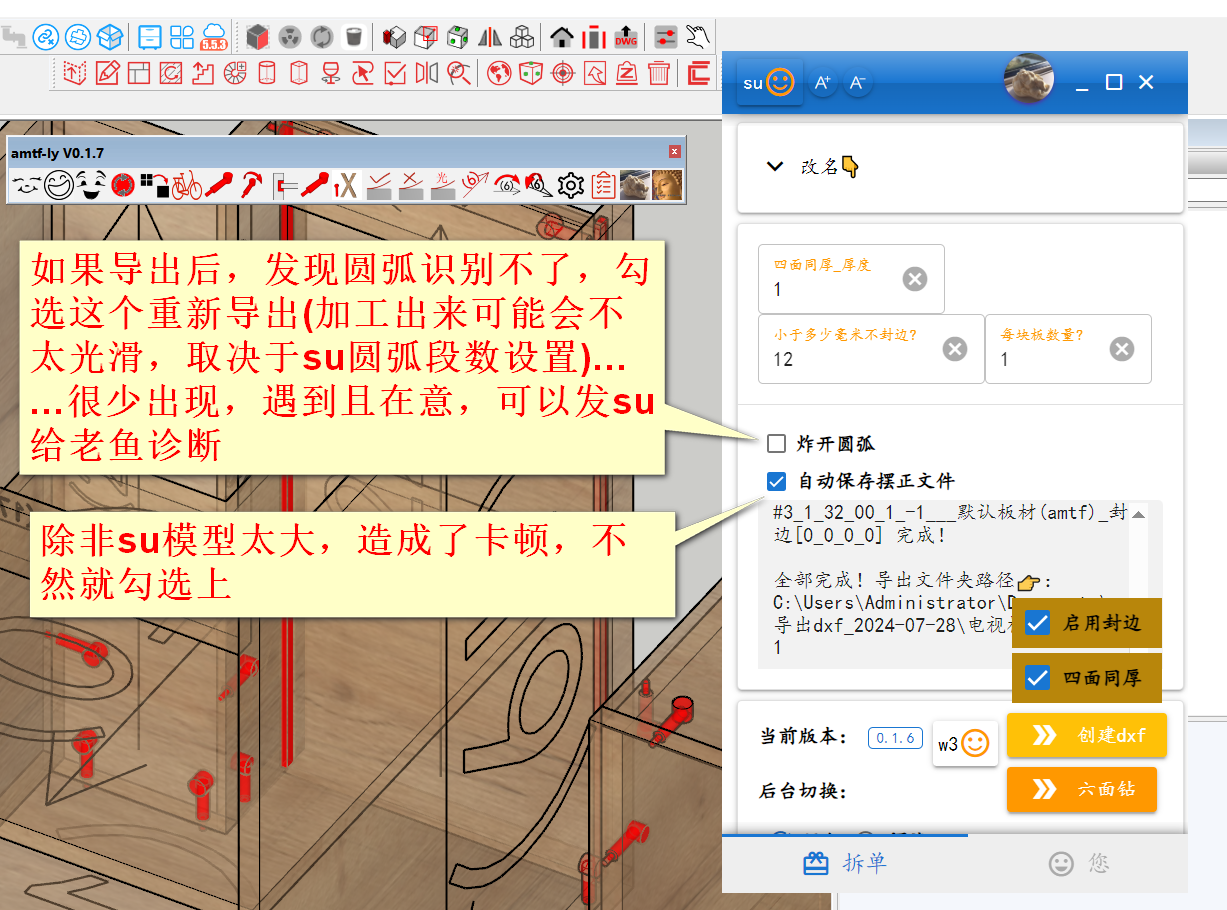 5.5.3
DWG
amtf-ly V0.1.7
X
光
如果导出后，发现圆弧识别不了，勾
选这个重新导出(加工出来可能会不
太光滑，取决于su圆弧段数设置)...
...很少出现，遇到且在意，可以发su
给老鱼诊断
除非su模型太大，造成了卡顿，不
然就勾选上
su
A+
A-
改名
四面同厚_厚度
1
小于多少毫米不封边?
12
每块板数量?
1
炸开圆弧
自动保存摆正文件
#3_1_32_00_1_-1___默认板材(amtf)_封
边[0_0_0_0] 完成!
全部完成! 导出文件夹路径👉:
C:\Users\Administrator\D
导出dxf_2024-07-28\电视
1
启用封边
四面同厚
当前版本:
0.1.6
w3
创建dxf
后台切换:
六面钻
拆单
您